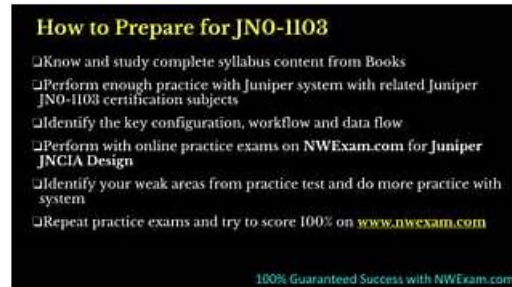 How to Prepare for JN0-1103
❑Know and study complete syllabus content from Books
❑Perform enough practice with Juniper system with related Juniper
JN0-1103 certification subjects
❑Identify the key configuration, workflow and data flow
❑Perform with online practice exams on NWExam.com for Juniper
JNCIA Design
❑Identify your weak areas from practice test and do more practice with
system
❑Repeat practice exams and try to score 100% on www.nwexam.com
100% Guaranteed Success with NWExam.com